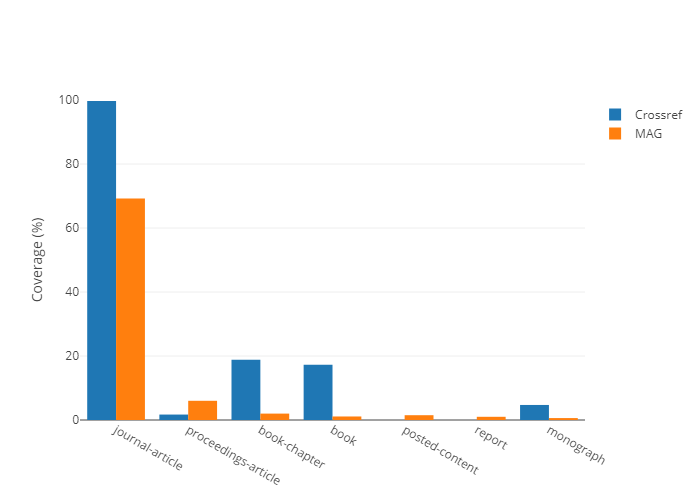 100
80
60
40
20
0
Coverage (%)
journal-article
proceedings-article
book-chapter
book
posted-content
report
monograph
Crossref
MAG